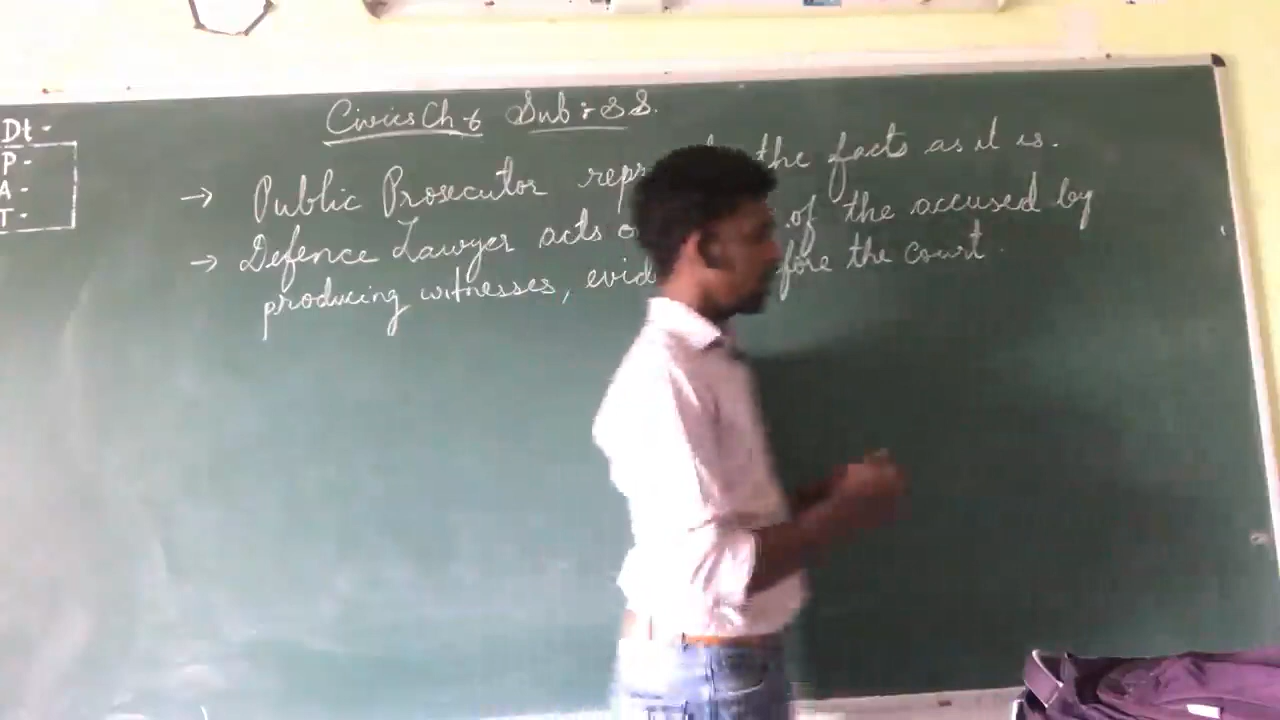 Civics Ch-6 Sub: SS.
Dt-
P-
A-
T-
→ Public Prosecutor the facts as it is.
→ Defence Lawyer acts of the accused by
producing witnesses, the court.